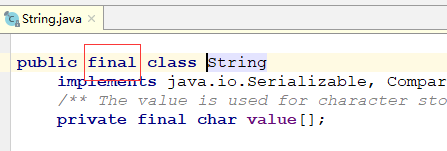 String.java
public final class String
implements java.io.Serializable, Compar
/** The value is used for character sto
private final char value[];